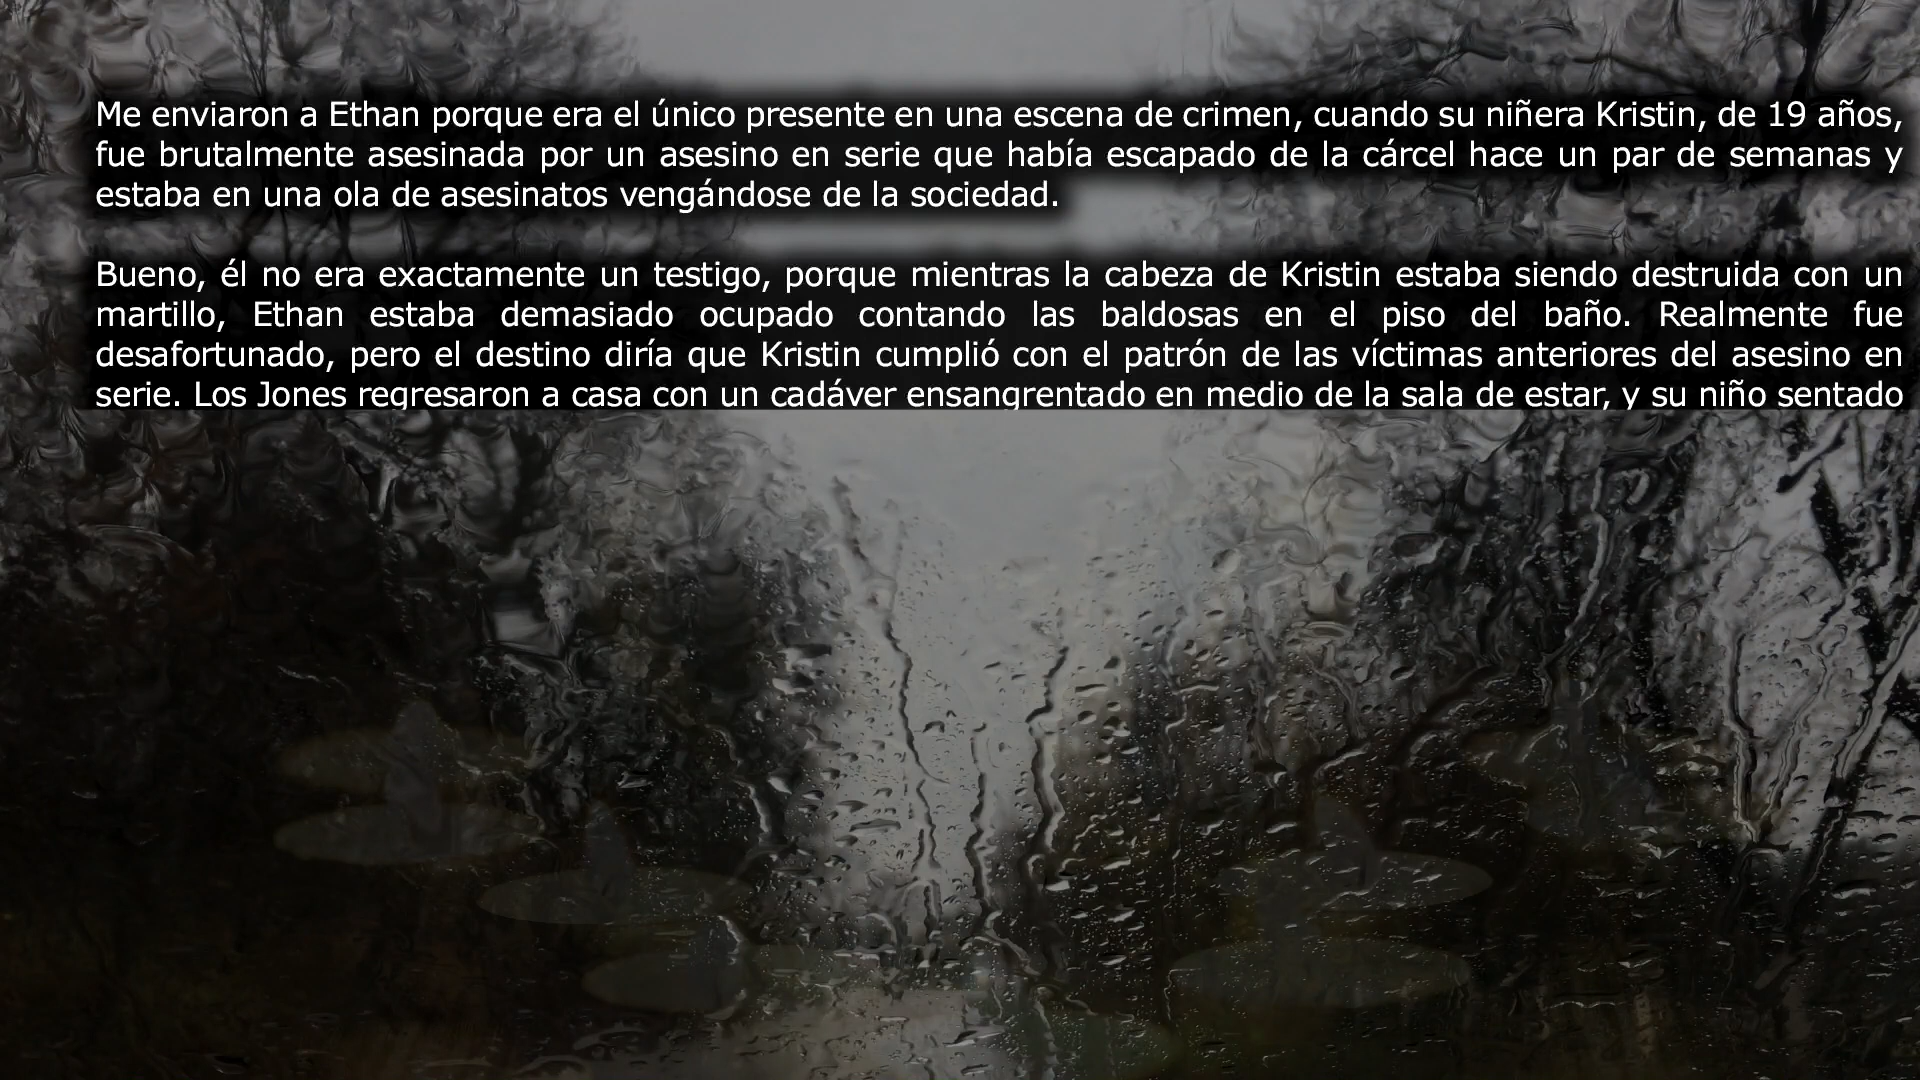 Me enviaron a Ethan porque era el único presente en una escena de crimen, cuando su niñera Kristin, de 19 años,
fue brutalmente asesinada por un asesino en serie que había escapado de la cárcel hace un par de semanas y
estaba en una ola de asesinatos vengándose de la sociedad.
Bueno, él no era exactamente un testigo, porque mientras la cabeza de Kristin estaba siendo destruida con un
martillo, Ethan estaba demasiado ocupado contando las baldosas en el piso del baño. Realmente fue
desafortunado, pero el destino diría que Kristin cumplió con el patrón de las víctimas anteriores del asesino en
serie. Los Jones regresaron a casa con un cadáver ensangrentado en medio de la sala de estar, y su niño sentado